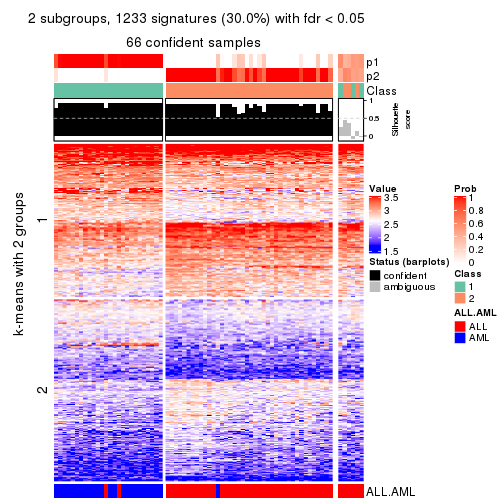 2 subgroups, 1233 signatures (30.0%) with fdr < 0.05
66 confident samples
p1
p2
Class
1
0.5
0
Silhouette
score
k-means with 2 groups
1
2
Value
3.5
3
2.5
2
1.5
Status (barplots)
confident
ambiguous
Prob
1
0.8
0.6
0.4
0.2
0
Class
1
2
ALL.AML
ALL
AML
ALL.AML